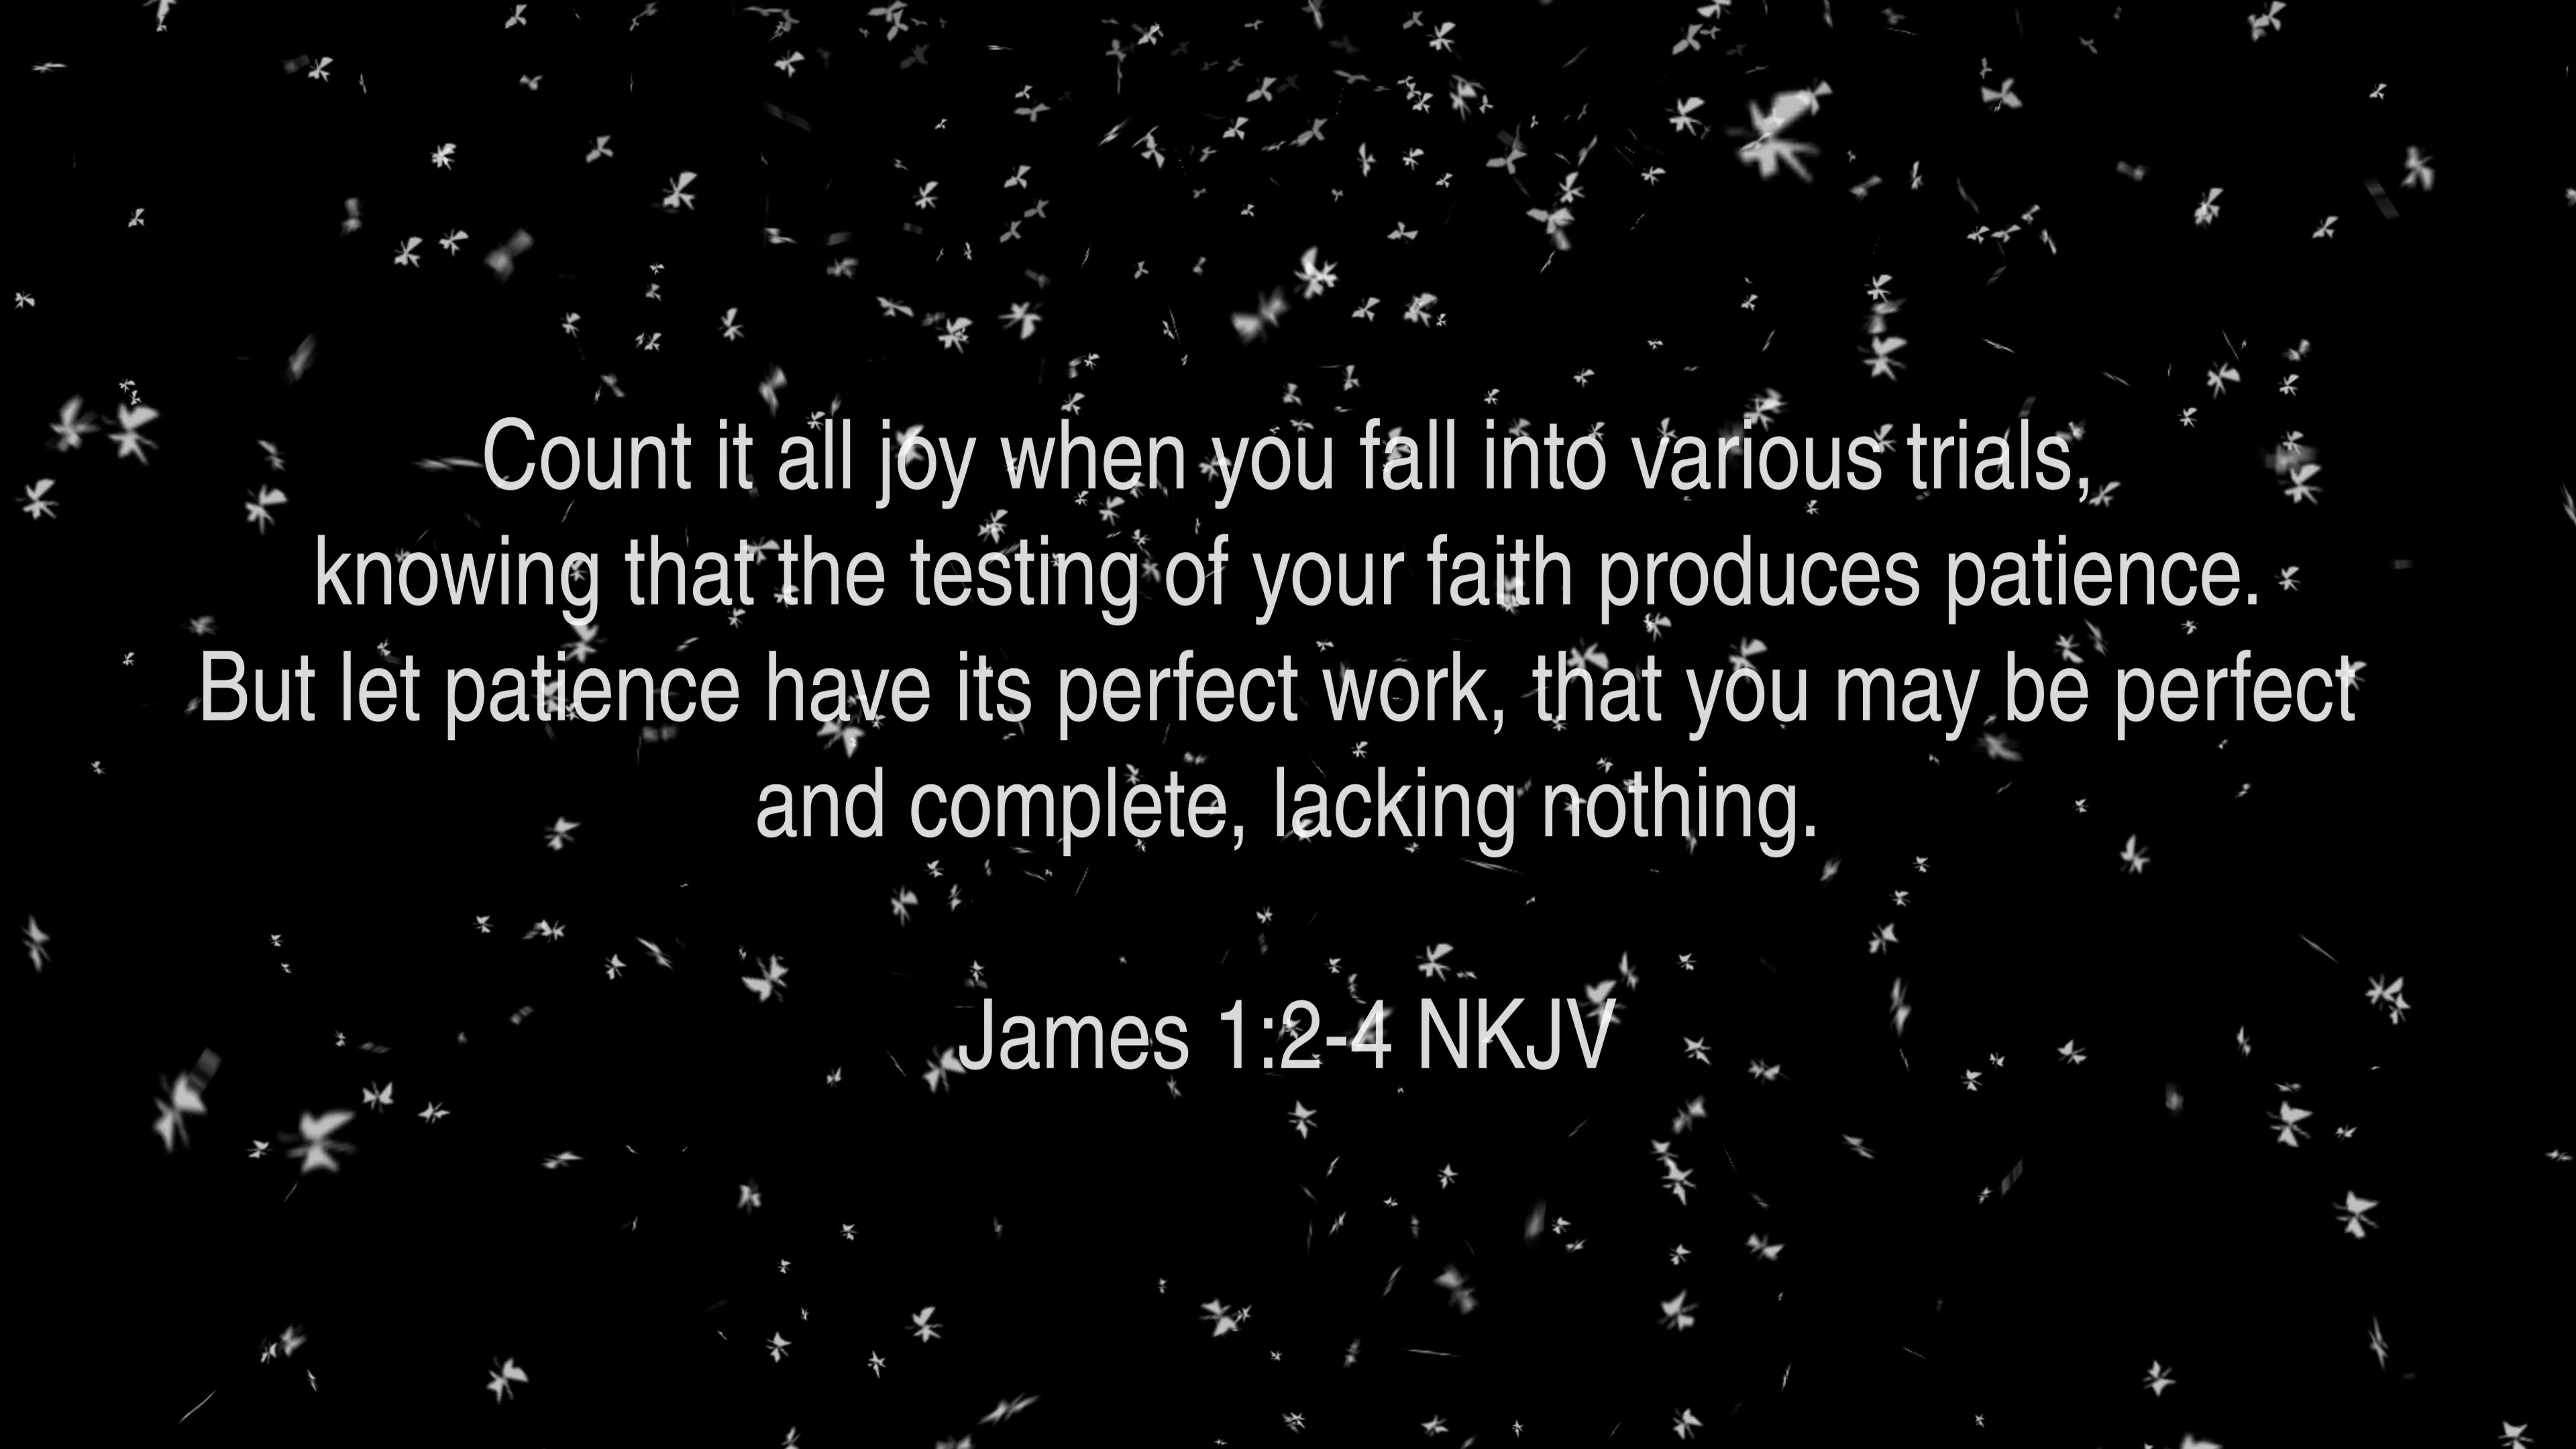 Count it all joy when you fall into various trials,
knowing that the testing of your faith produces patience.
But let patience have its perfect work, that you may be perfect
and complete, lacking nothing.
James 1:2-4 NKJV